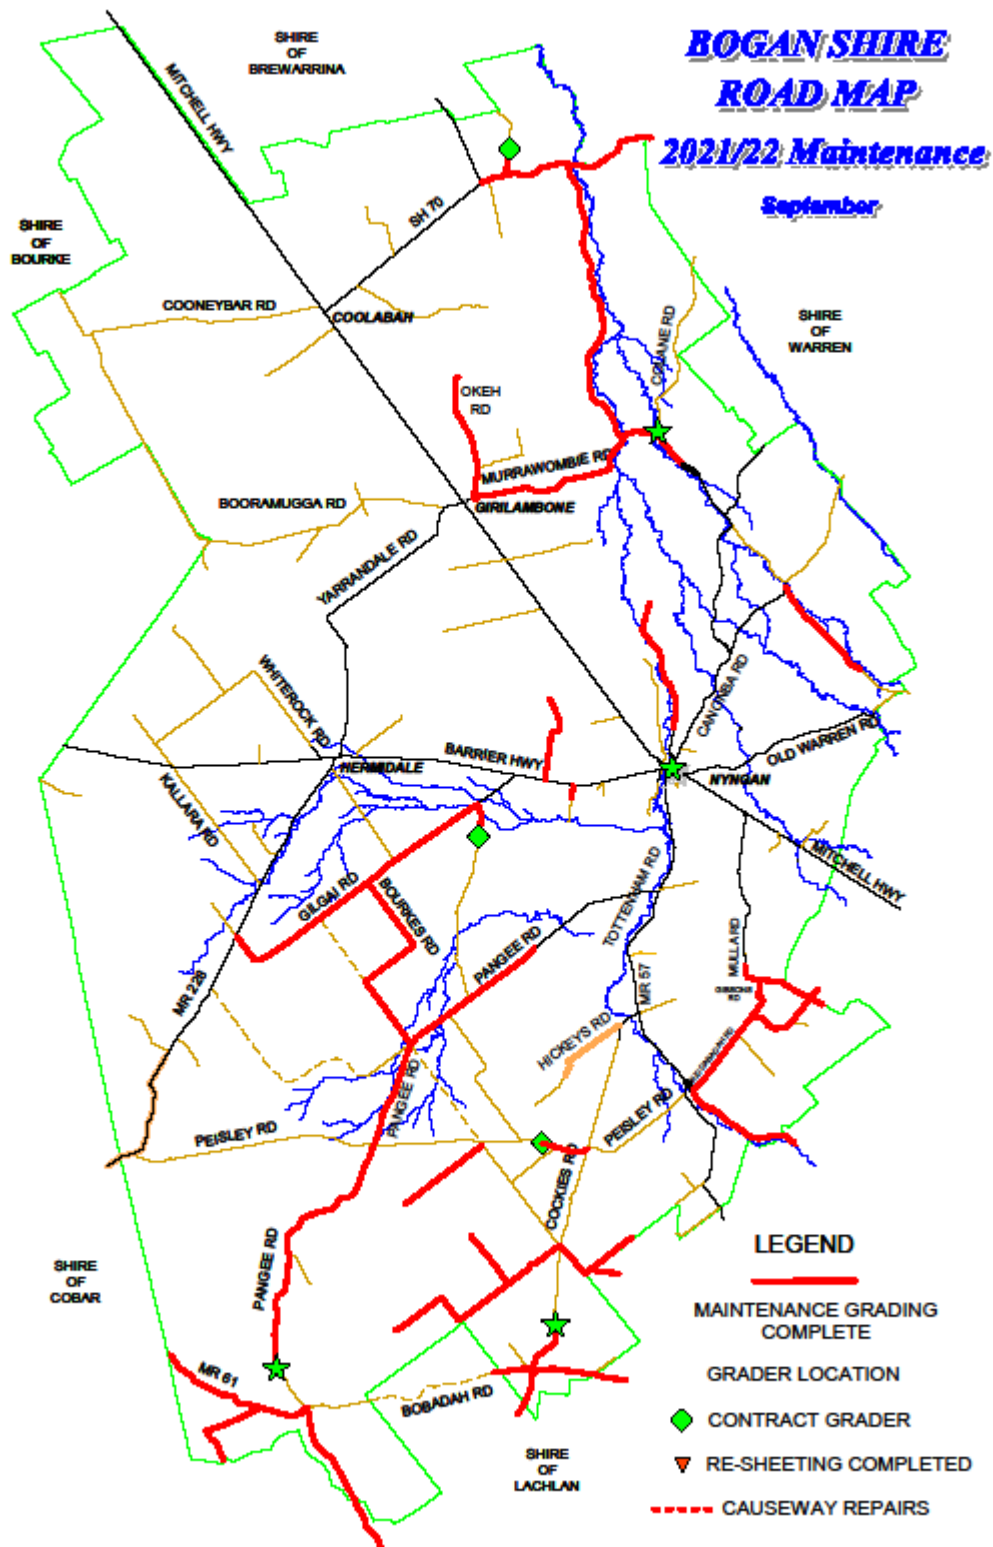 BOGAN SHIRE
ROAD MAP
2021/22 Maintenance
September
SHIRE
OF
BREWARRINA
MITCHELL HWY
SHIRE
OF
BOURKE
SH 70
COONEYBAR RD
COOLABAH
SHIRE
OF
WARREN
COLANE RD
OKEH
RD
MURRAWOMBIE RD
BOORAMUGGA RD
GIRILAMBONE
YARRANDALE RD
WHITEROCK RD
CANONBA RD
OLD WARREN RD
BARRIER HWY
HERMIDALE
NYNGAN
KALLARA RD
MITCHELL HWY
GILGAI RD
BOURKES RD
TOTTENHAM RD
PANGEE RD
MULLA RD
GIBSONS
RD
MR 228
MR 57
HICKEYS RD
PANGEE RD
PEISLEY RD
PEISLEY RD
COCKIES RD
PANGEE RD
SHIRE
OF
COBAR
MR 61
BOBADAH RD
SHIRE
OF
LACHLAN
LEGEND
MAINTENANCE GRADING
COMPLETE
GRADER LOCATION
CONTRACT GRADER
RE-SHEETING COMPLETED
CAUSEWAY REPAIRS